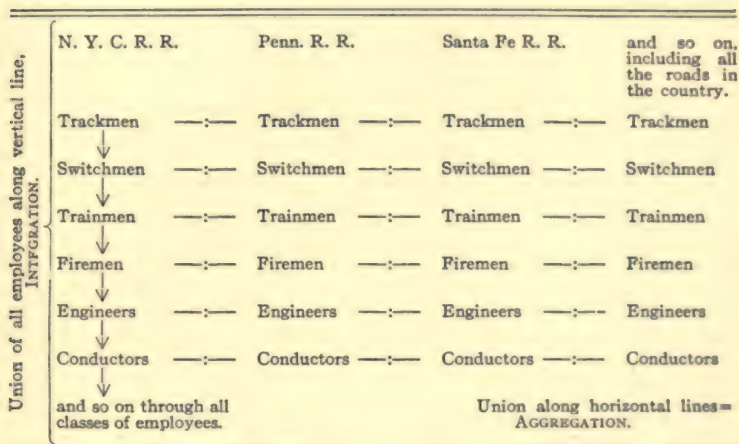 Union of all employees along vertical line,
INTFGRATION.
N. Y. C. R. R. Penn. R. R. Santa Fe R. R. and so on,
including all
the roads in
the country.
Trackmen —:— Trackmen —:— Trackmen —:— Trackmen
Switchmen —:— Switchmen —:— Switchmen —:— Switchmen
Trainmen —:— Trainmen —:— Trainmen —:— Trainmen
Firemen —:— Firemen —:— Firemen —:— Firemen
Engineers —:— Engineers —:— Engineers —:-- Engineers
Conductors —:— Conductors —:— Conductors —:— Conductors
and so on through all
classes of employees.
Union along horizontal lines=
AGGREGATION.